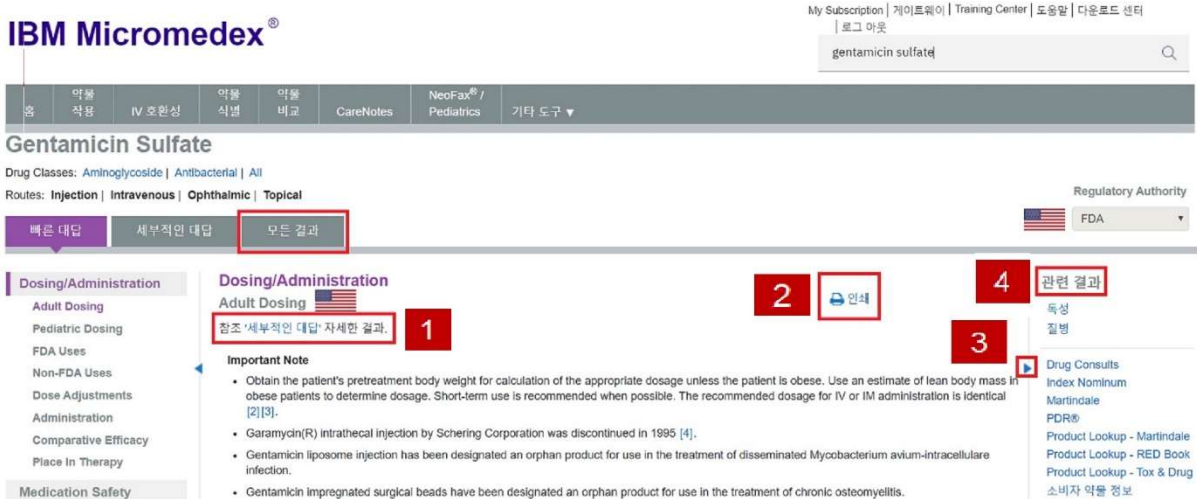 My Subscription | 게이트웨이 | Training Center | 도움말 | 다운로드 센터
| 로그 아웃
IBM Micromedex®
gentamicin sulfate
홈
약물 작용
IV 호환성
약물 식별
약물 비교
CareNotes
NeoFax® / Pediatrics
기타 도구 ▼
Gentamicin Sulfate
Drug Classes: Aminoglycoside | Antibacterial | All
Routes: Injection | Intravenous | Ophthalmic | Topical
Regulatory Authority
FDA
빠른 대답
세부적인 대답
모든 결과
Dosing/Administration
Adult Dosing
Pediatric Dosing
FDA Uses
Non-FDA Uses
Dose Adjustments
Administration
Comparative Efficacy
Place In Therapy
Medication Safety
Dosing/Administration
Adult Dosing
참조 '세부적인 대답' 자세한 결과.
1
2
인쇄
3
Important Note
• Obtain the patient's pretreatment body weight for calculation of the appropriate dosage unless the patient is obese. Use an estimate of lean body mass in
obese patients to determine dosage. Short-term use is recommended when possible. The recommended dosage for IV or IM administration is identical
[2][3].
• Garamycin(R) intrathecal injection by Schering Corporation was discontinued in 1995 [4].
• Gentamicin liposome injection has been designated an orphan product for use in the treatment of disseminated Mycobacterium avium-intracellulare
infection.
• Gentamicin impregnated surgical beads have been designated an orphan product for use in the treatment of chronic osteomyelitis.
4
관련 결과
독성
질병
Drug Consults
Index Nominum
Martindale
PDR®
Product Lookup - Martindale
Product Lookup - RED Book
Product Lookup - Tox & Drug
소비자 약물 정보